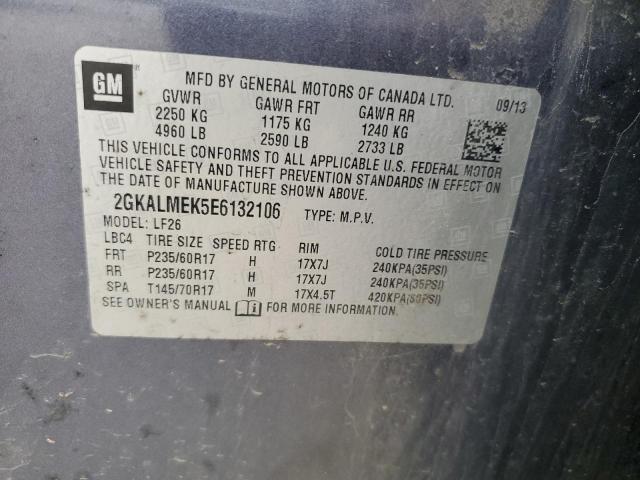 GM
MFD BY GENERAL MOTORS OF CANADA LTD. 09/13
GVWR GAWR FRT GAWR RR
2250 KG 1175 KG 1240 KG
4960 LB 2590 LB 2733 LB
THIS VEHICLE CONFORMS TO ALL APPLICABLE U.S. FEDERAL MOTOR
VEHICLE SAFETY AND THEFT PREVENTION STANDARDS IN EFFECT ON
THE DATE OF MANUFACTURE SHOWN ABOVE.
2GKALMEK5E6132106 TYPE: M.P.V.
MODEL: LF26
LBC4 TIRE SIZE SPEED RTG RIM COLD TIRE PRESSURE
FRT P235/60R17 H 17X7J 240KPA(35PSI)
RR P235/60R17 H 17X7J 240KPA(35PSI)
SPA T145/70R17 M 17X4.5T 420KPA(60PSI)
SEE OWNER'S MANUAL FOR MORE INFORMATION.